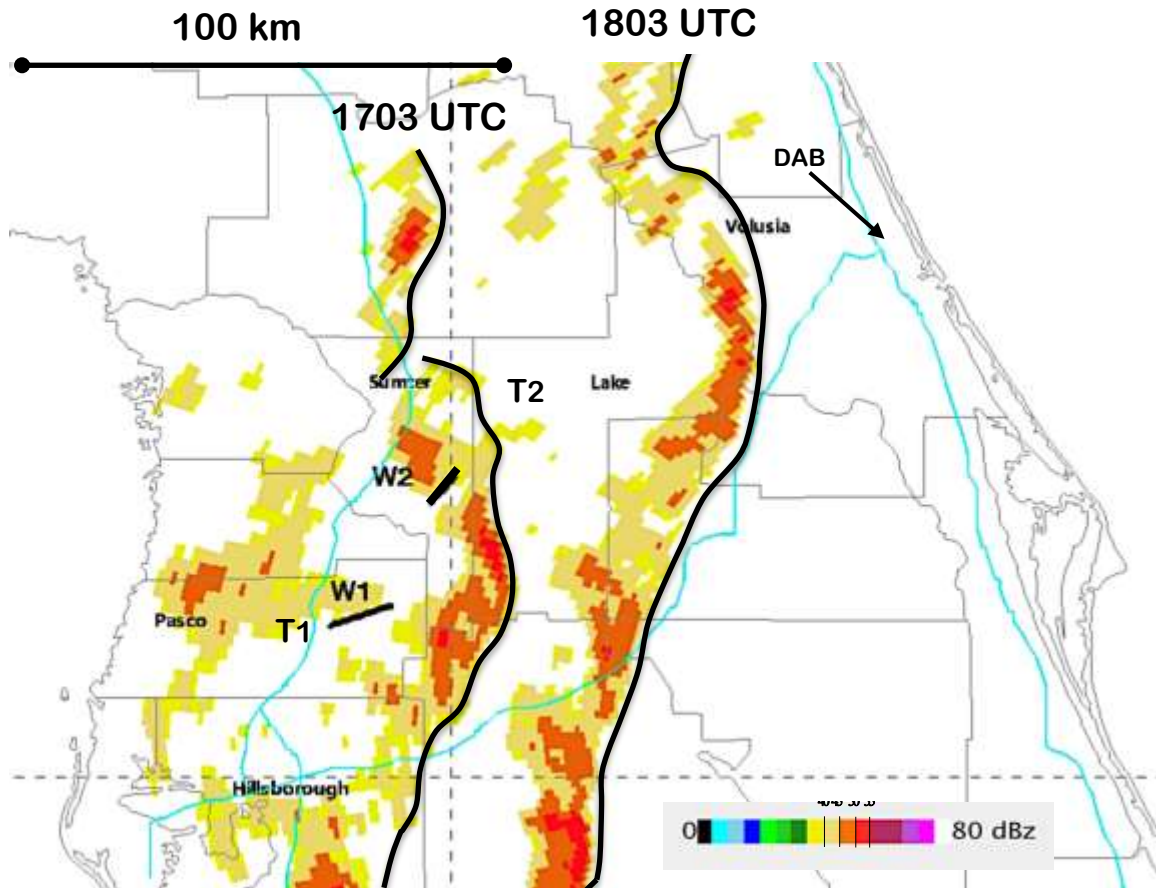 100 km
1803 UTC
1703 UTC
DAB
Volusia
Sumter
T2
Lake
W2
W1
Pasco
T1
Hillsborough
0
80 dBz